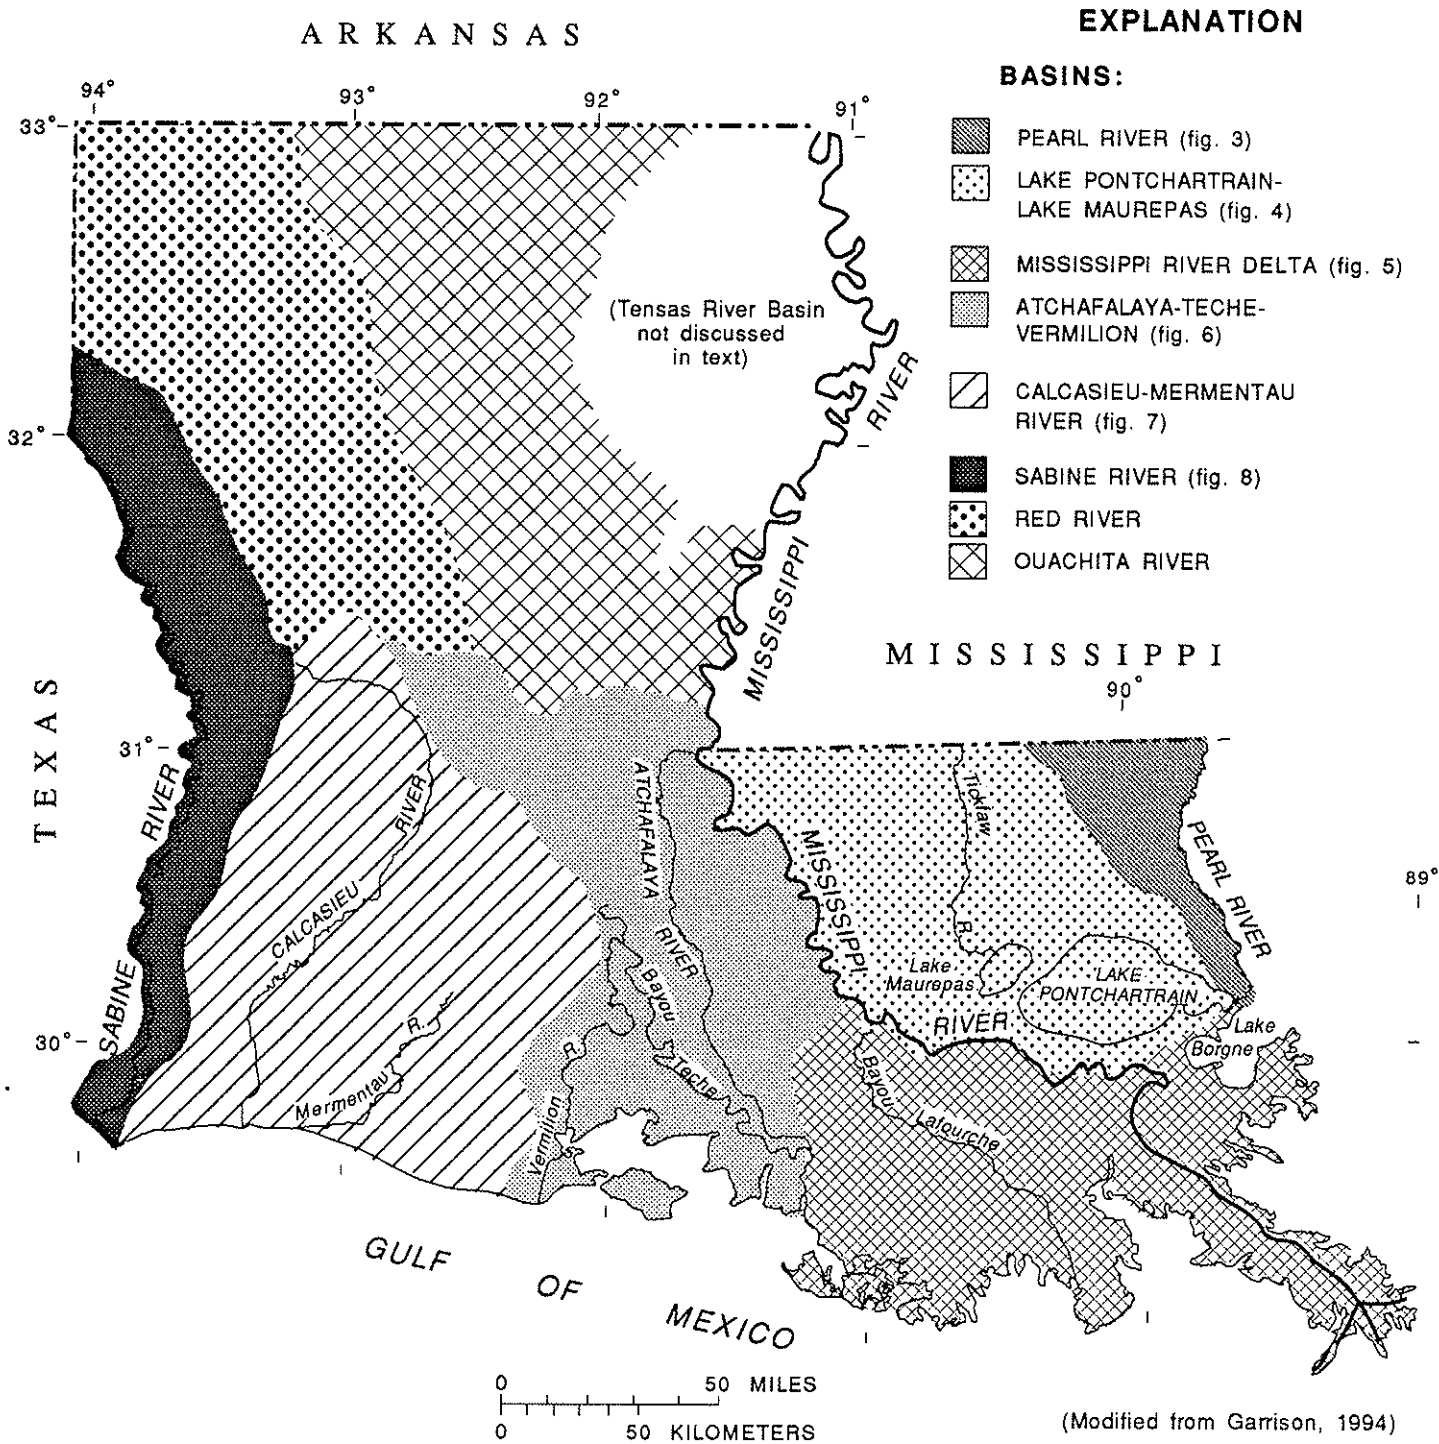 EXPLANATION
ARKANSAS
BASINS:
94°
93°
92°
91°
33°
PEARL RIVER (fig. 3)
LAKE PONTCHARTRAIN-
LAKE MAUREPAS (fig. 4)
MISSISSIPPI RIVER DELTA (fig. 5)
ATCHAFALAYA-TECHE-
VERMILION (fig. 6)
CALCASIEU-MERMENTAU
RIVER (fig. 7)
SABINE RIVER (fig. 8)
RED RIVER
OUACHITA RIVER
(Tensas River Basin
not discussed
in text)
32°
MISSISSIPPI
RIVER
MISSISSIPPI
90°
TEXAS
31°
SABINE
RIVER
CALCASIEU
RIVER
ATCHAFALAYA
RIVER
MISSISSIPPI
RIVER
Tickfaw
R.
PEARL RIVER
89°
Lake
Maurepas
LAKE
PONTCHARTRAIN
Lake
Borgne
30°
Mermentau
R.
Vermilion
R.
Bayou
Teche
Bayou
Lafourche
GULF
OF
MEXICO
0 50 MILES
0 50 KILOMETERS
(Modified from Garrison, 1994)